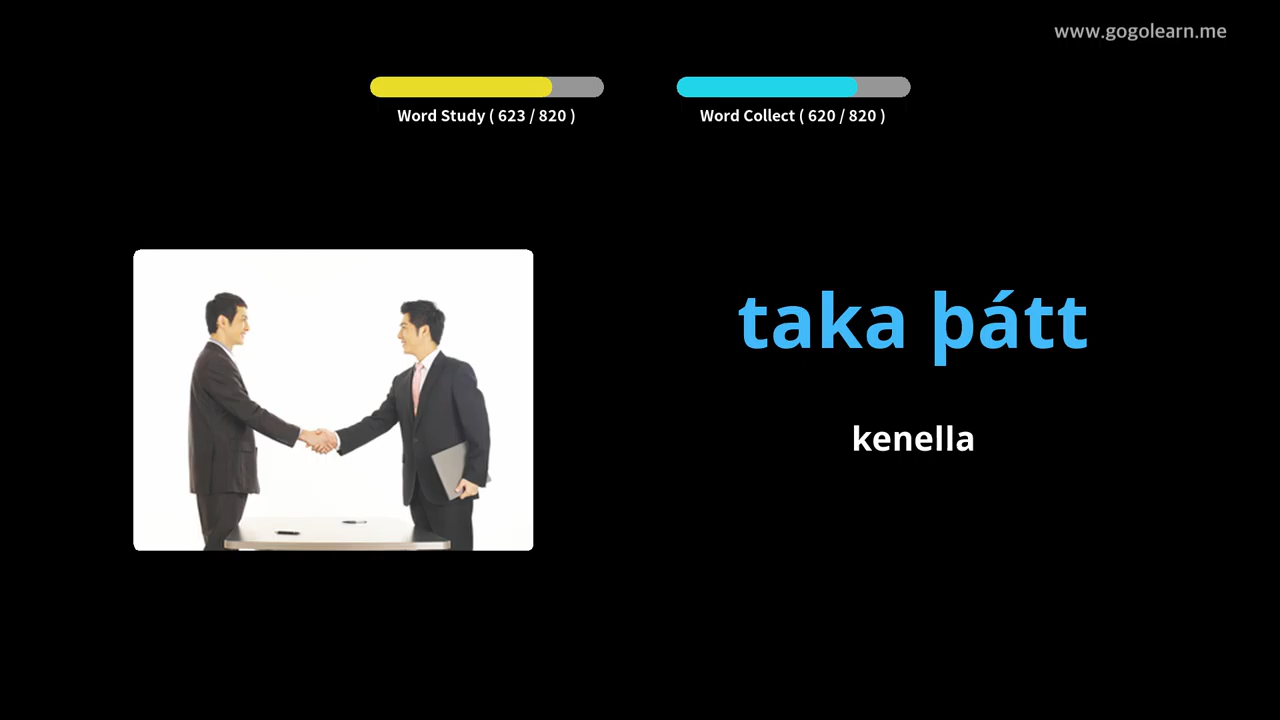 www.gogolearn.me
Word Study ( 623 / 820 )
Word Collect ( 620 / 820 )
taka þátt
kenella